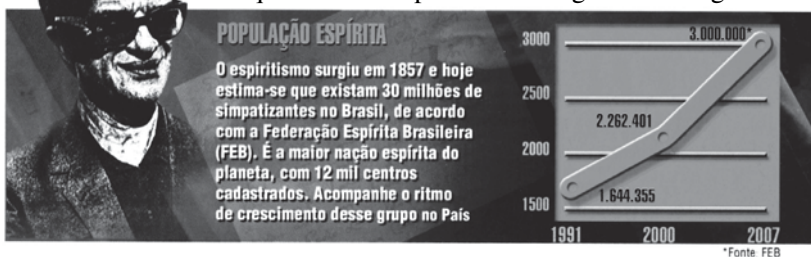 POPULAÇÃO ESPÍRITA
O espiritismo surgiu em 1857 e hoje
estima-se que existam 30 milhões de
simpatizantes no Brasil, de acordo
com a Federação Espírita Brasileira
(FEB). É a maior nação espírita do
planeta, com 12 mil centros
cadastrados. Acompanhe o ritmo
de crescimento desse grupo no País
3000
3.000.000*
2500
2.262.401
2000
1.644.355
1500
1991 2000 2007
*Fonte FEB